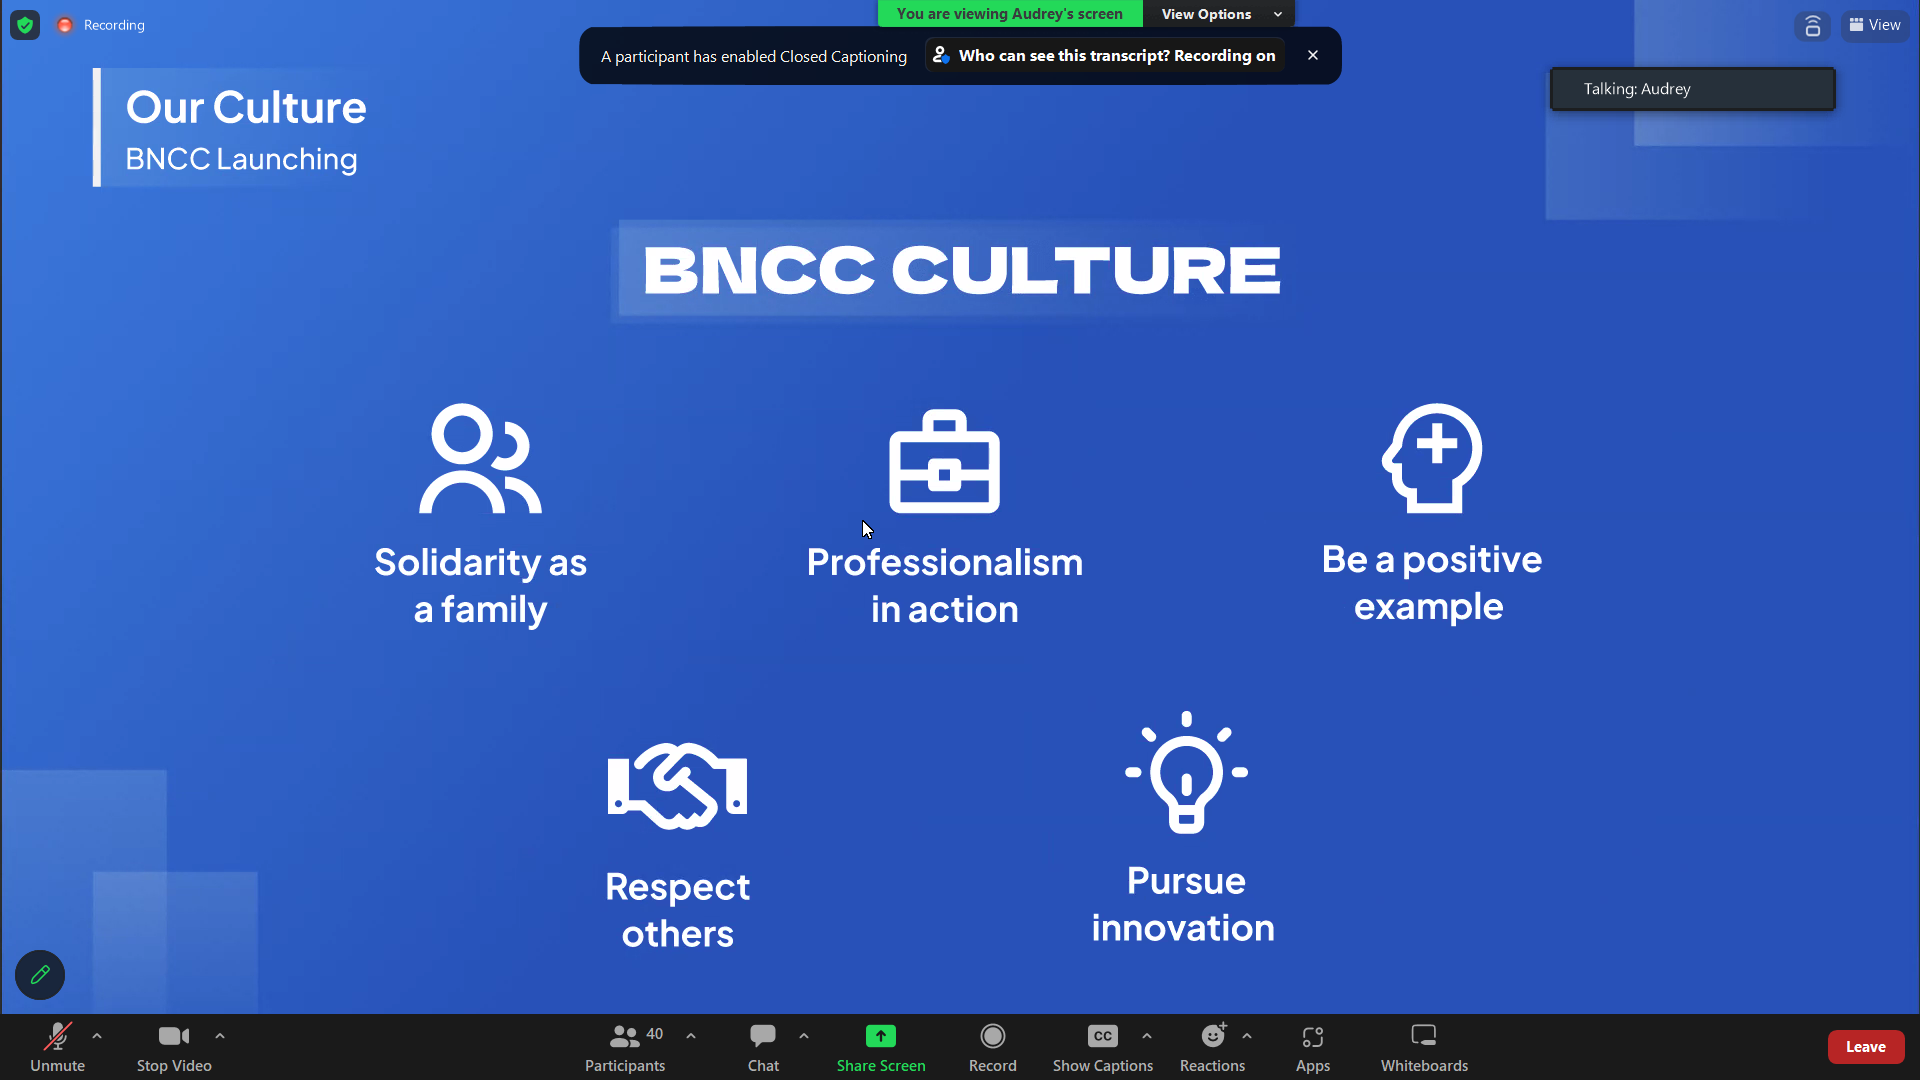 Recording
You are viewing Audrey's screen
View Options
A participant has enabled Closed Captioning
Who can see this transcript? Recording on
View
Talking: Audrey
Our Culture
BNCC Launching
BNCC CULTURE
Solidarity as
a family
Professionalism
in action
Be a positive
example
Respect
others
Pursue
innovation
Unmute
Stop Video
40
Participants
Chat
Share Screen
Record
CC
Show Captions
Reactions
Apps
Whiteboards
Leave